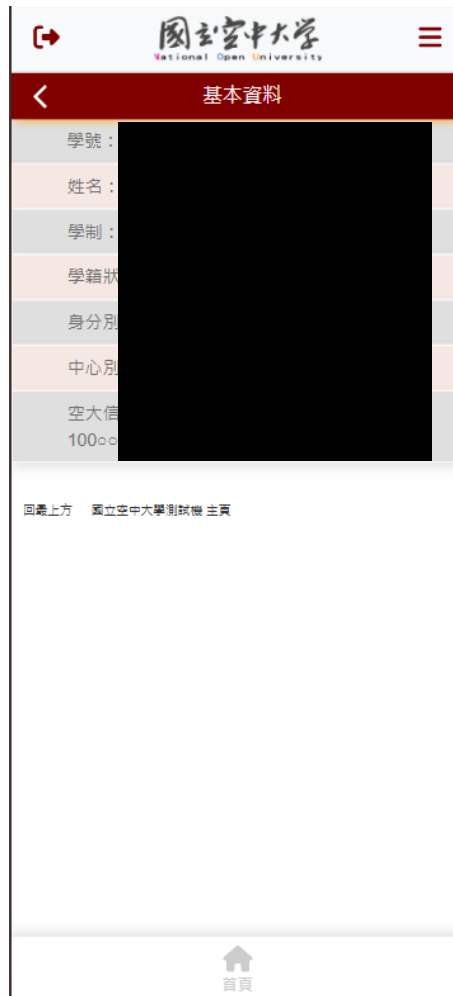 國立空中大学
National Open University
基本資料
學號：
姓名：
學制：
學籍狀
身分別
中心別
空大信
100○○
回最上方 國立空中大學測試機 主頁
首頁